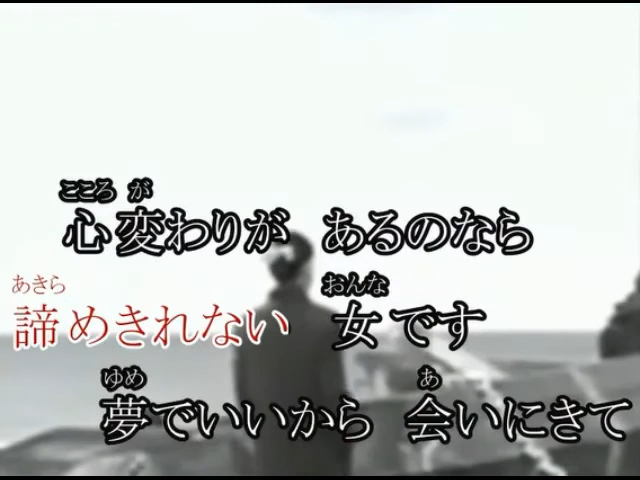 こころ が
心変わりが あるのなら
あきら おんな
諦めきれない 女です
ゆめ あ
夢でいいから 会いにきて